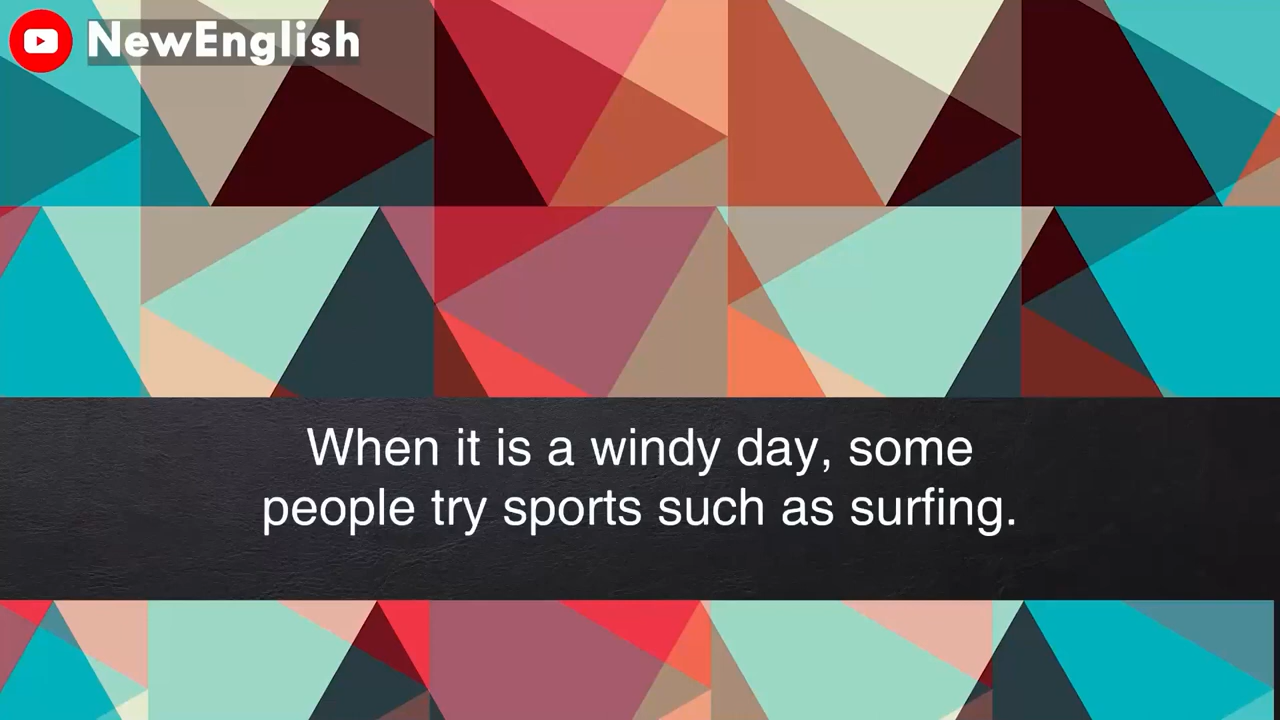 NewEnglish
When it is a windy day, some
people try sports such as surfing.